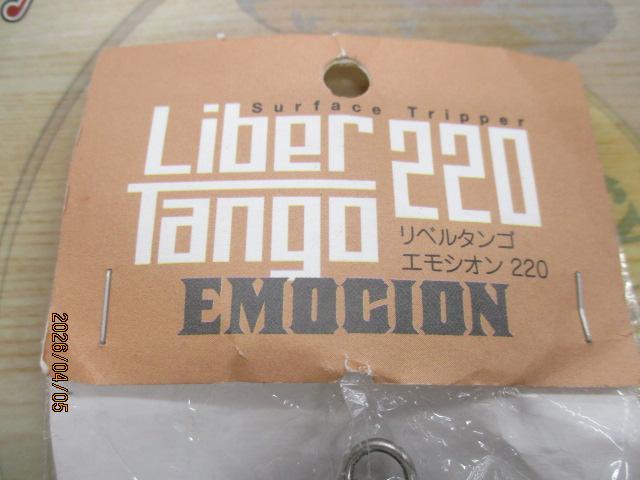 Surface Tripper
Liber
Tango 220
リベルタンゴ
エモシオン 220
EMOCION
2026/04/05